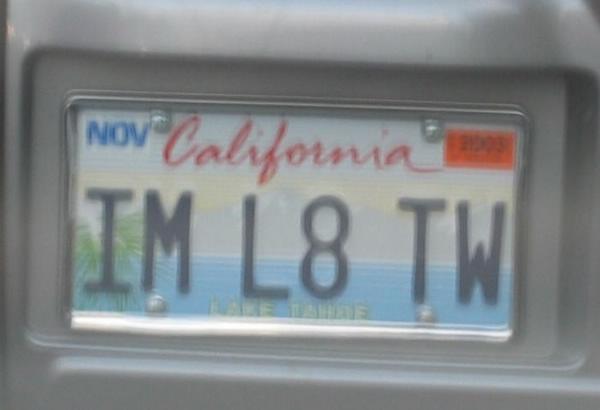 NOV California 2003
IM L8 TW
LAKE TAHOE